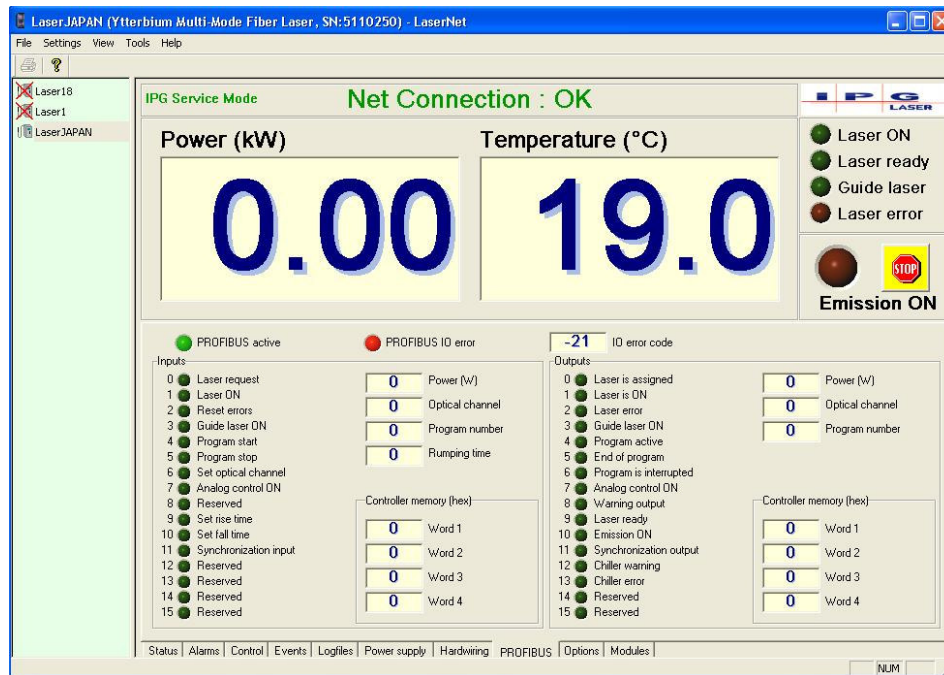 LaserJAPAN (Ytterbium Multi-Mode Fiber Laser, SN:5110250) - LaserNet
File Settings View Tools Help
Laser18
Laser1
LaserJAPAN
IPG Service Mode
Net Connection : OK
IPG
LASER
Power (kW)
0.00
Temperature (°C)
19.0
Laser ON
Laser ready
Guide laser
Laser error
STOP
Emission ON
PROFIBUS active
PROFIBUS IO error
-21 IO error code
Inputs
0 Laser request
1 Laser ON
2 Reset errors
3 Guide laser ON
4 Program start
5 Program stop
6 Set optical channel
7 Analog control ON
8 Reserved
9 Set rise time
10 Set fall time
11 Synchronization input
12 Reserved
13 Reserved
14 Reserved
15 Reserved
0 Power (W)
0 Optical channel
0 Program number
0 Rumping time
Controller memory (hex)
0 Word 1
0 Word 2
0 Word 3
0 Word 4
Outputs
0 Laser is assigned
1 Laser is ON
2 Laser error
3 Guide laser ON
4 Program active
5 End of program
6 Program is interrupted
7 Analog control ON
8 Warning output
9 Laser ready
10 Emission ON
11 Synchronization output
12 Chiller warning
13 Chiller error
14 Reserved
15 Reserved
0 Power (W)
0 Optical channel
0 Program number
Controller memory (hex)
0 Word 1
0 Word 2
0 Word 3
0 Word 4
Status Alarms Control Events Logfiles Power supply Hardwiring PROFIBUS Options Modules
NUM